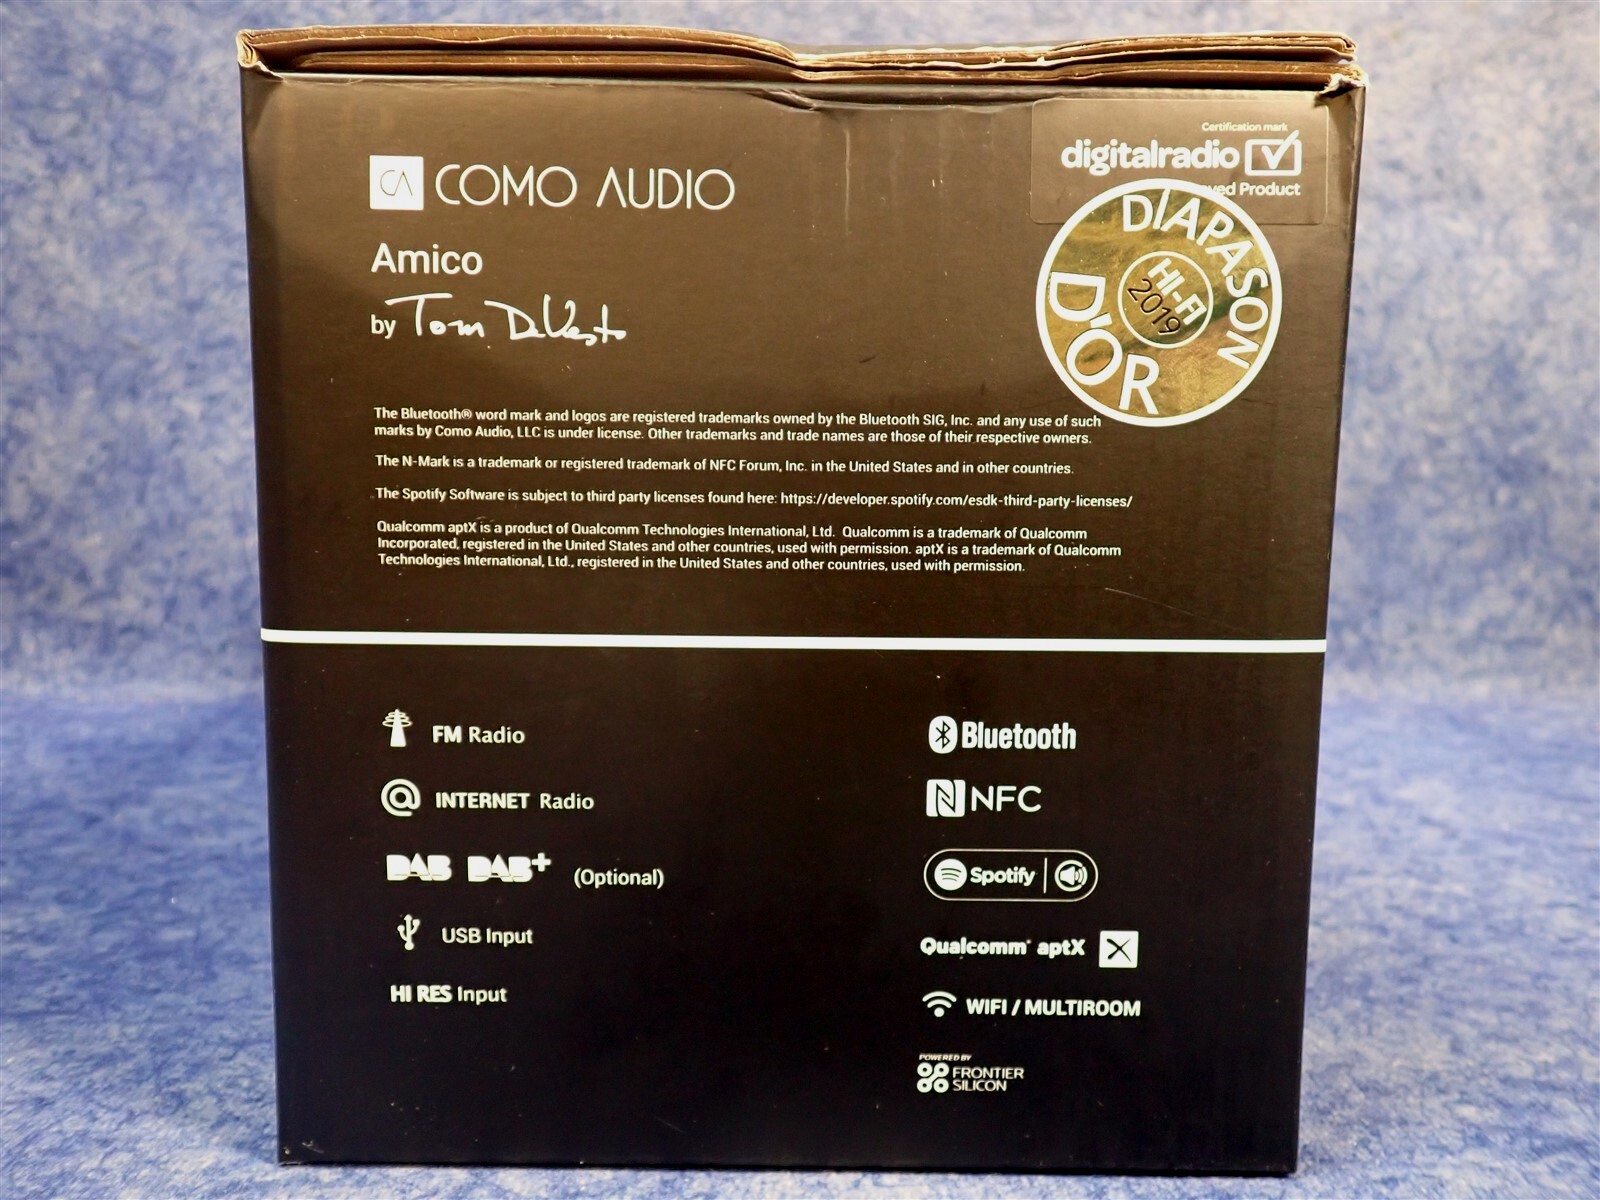 CA COMO AUDIO
Amico
by Tom DeVesto
Certification mark
digitalradio
ved Product
DIAPASON
D'OR
HI-FI
2019
The Bluetooth® word mark and logos are registered trademarks owned by the Bluetooth SIG, Inc. and any use of such
marks by Como Audio, LLC is under license. Other trademarks and trade names are those of their respective owners.
The N-Mark is a trademark or registered trademark of NFC Forum, Inc. in the United States and in other countries.
The Spotify Software is subject to third party licenses found here: https://developer.spotify.com/esdk-third-party-licenses/
Qualcomm aptX is a product of Qualcomm Technologies International, Ltd. Qualcomm is a trademark of Qualcomm
Incorporated, registered in the United States and other countries, used with permission. aptX is a trademark of Qualcomm
Technologies International, Ltd., registered in the United States and other countries, used with permission.
FM Radio
INTERNET Radio
DAB DAB+ (Optional)
USB Input
HI RES Input
Bluetooth
NFC
Spotify
Qualcomm aptX
WIFI / MULTIROOM
POWERED BY
FRONTIER
SILICON